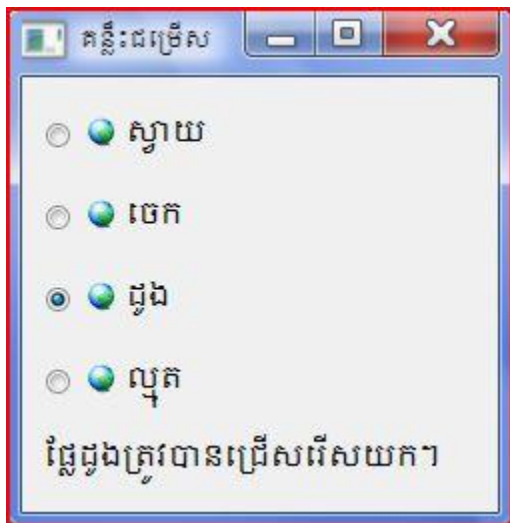 គន្លឹះជម្រើស
ស្វាយ
ចេក
ដូង
ល្មុត
ផ្លែដូងត្រូវបានជ្រើសរើសយក។